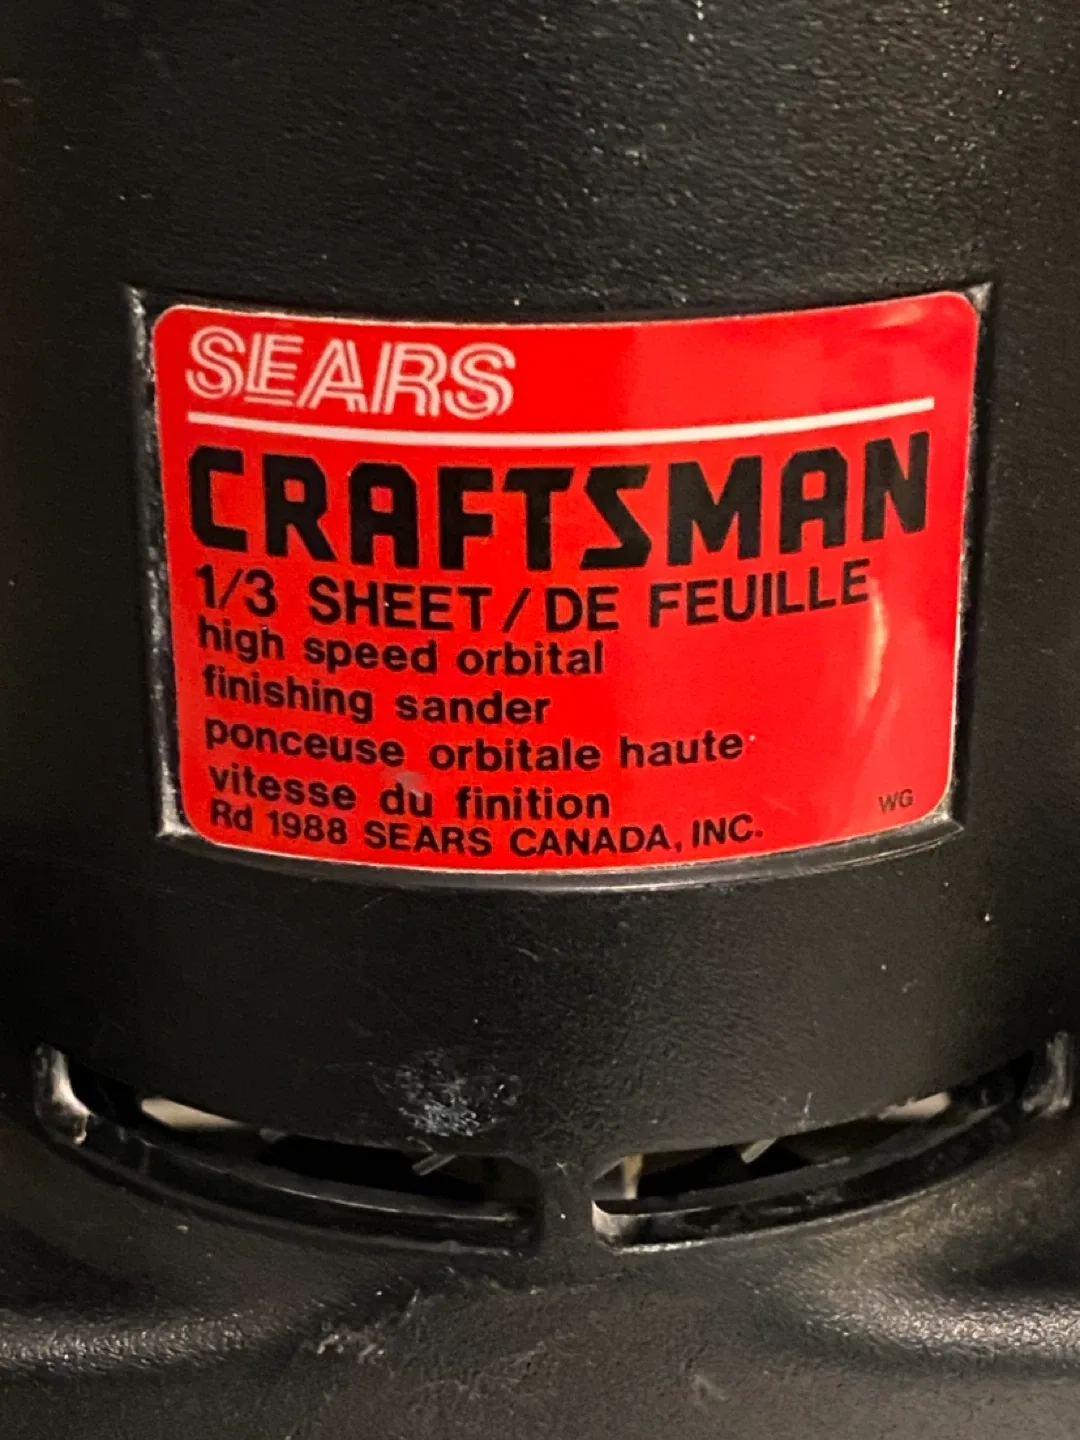 SEARS
CRAFTSMAN
1/3 SHEET / DE FEUILLE
high speed orbital
finishing sander
ponceuse orbitale haute
vitesse du finition
Rd 1988 SEARS CANADA, INC.
WG